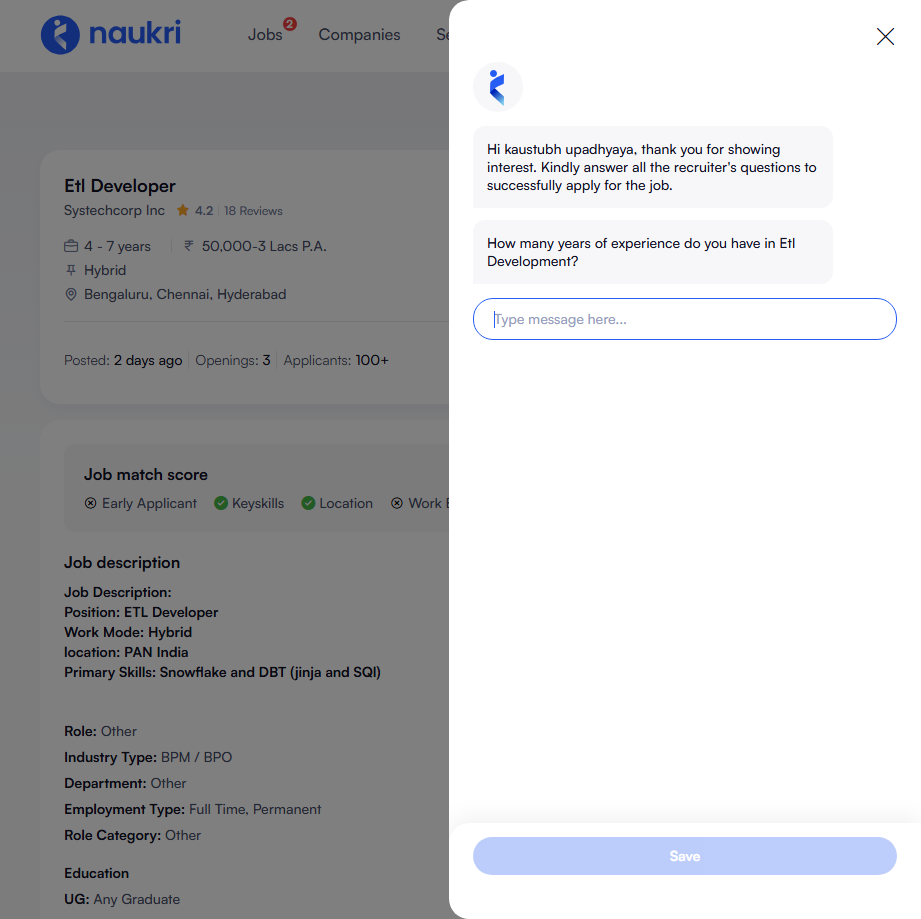 naukri
Jobs 2 Companies
Etl Developer
Systechcorp Inc 4.2 18 Reviews
4 - 7 years ₹ 50,000-3 Lacs P.A.
Hybrid
Bengaluru, Chennai, Hyderabad
Posted: 2 days ago Openings: 3 Applicants: 100+
Job match score
Early Applicant Keyskills Location Work
Job description
Job Description:
Position: ETL Developer
Work Mode: Hybrid
location: PAN India
Primary Skills: Snowflake and DBT (jinja and SQl)
Role: Other
Industry Type: BPM / BPO
Department: Other
Employment Type: Full Time, Permanent
Role Category: Other
Education
UG: Any Graduate
Hi kaustubh upadhyaya, thank you for showing
interest. Kindly answer all the recruiter's questions to
successfully apply for the job.
How many years of experience do you have in Etl
Development?
Type message here...
Save